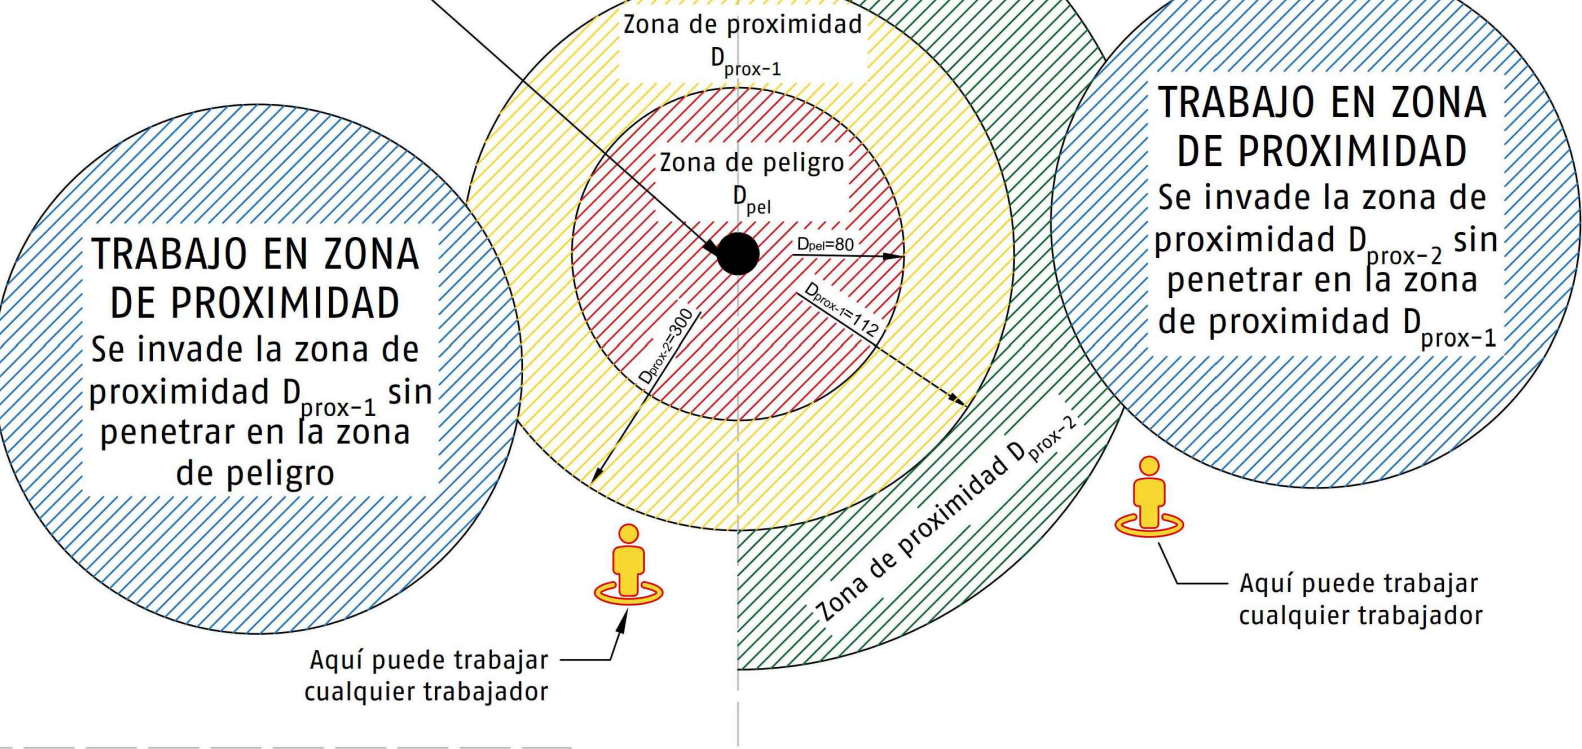 Zona de proximidad
Dprox-1
Zona de peligro
Dpel
Dpel=80
Dprox-1=112
Dprox-2=300
Zona de proximidad Dprox-2
TRABAJO EN ZONA
DE PROXIMIDAD
Se invade la zona de
proximidad Dprox-1 sin
penetrar en la zona
de peligro
TRABAJO EN ZONA
DE PROXIMIDAD
Se invade la zona de
proximidad Dprox-2 sin
penetrar en la zona
de proximidad Dprox-1
Aquí puede trabajar
cualquier trabajador
Aquí puede trabajar
cualquier trabajador